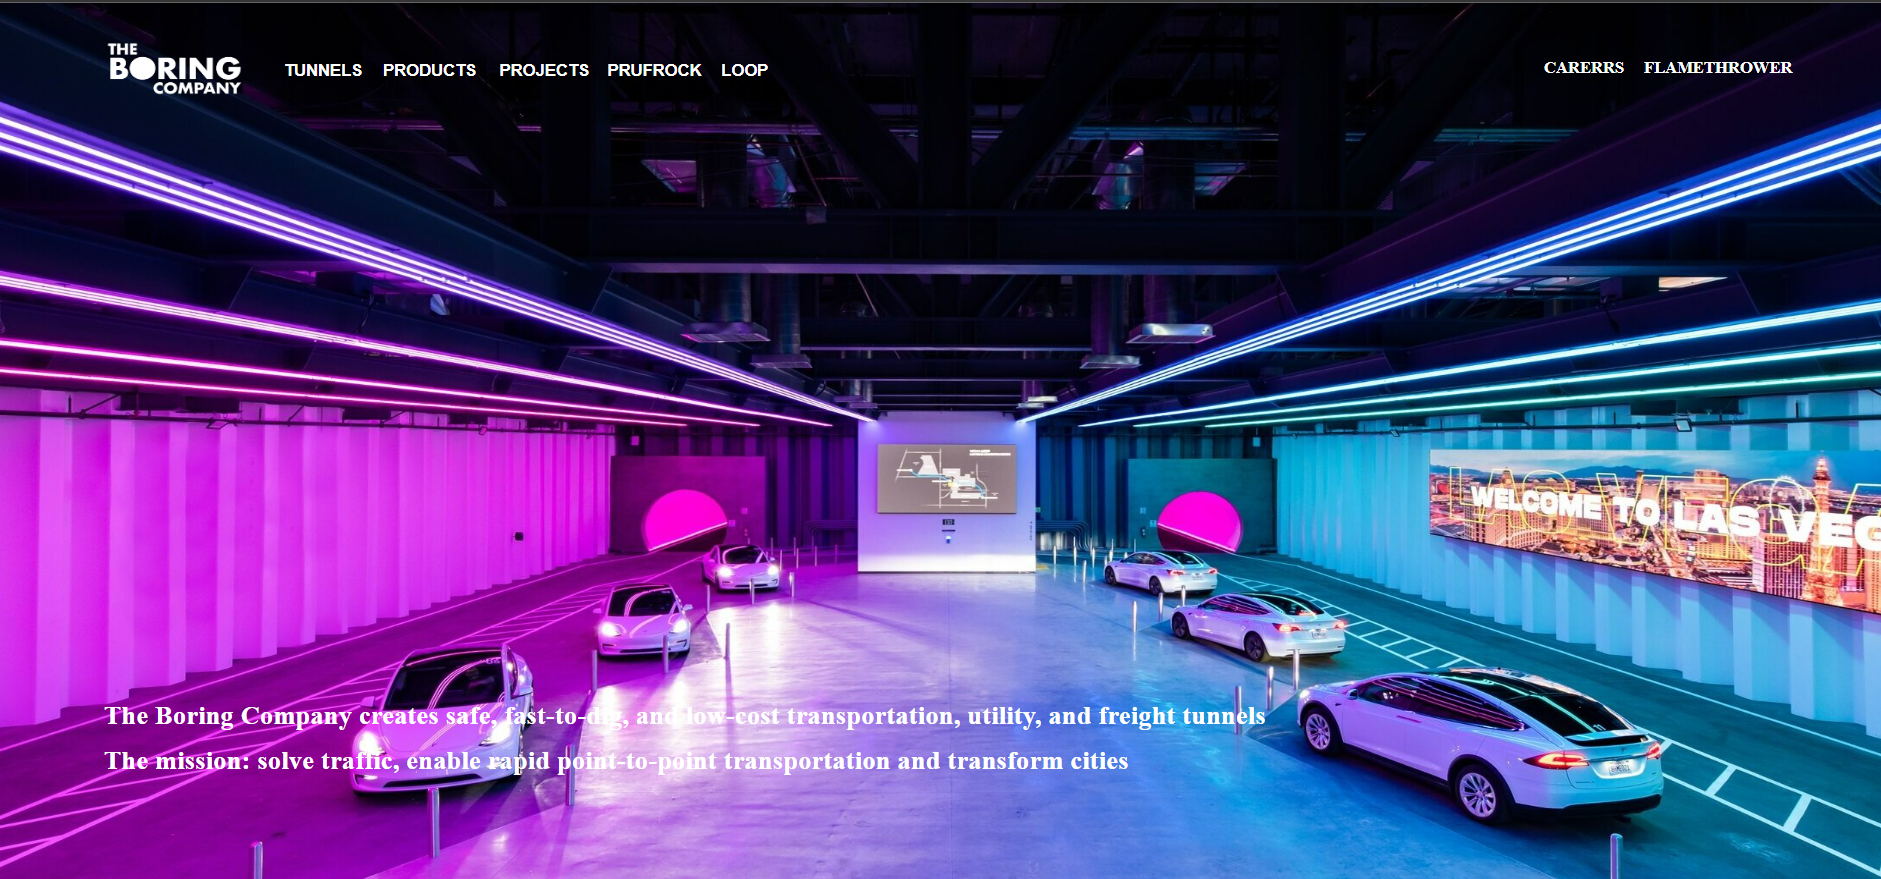 THE
BORING
COMPANY
TUNNELS PRODUCTS PROJECTS PRUFROCK LOOP
CARERRS FLAMETHROWER
WELCOME TO LAS VEG
The Boring Company creates safe, fast-to-dig, and low-cost transportation, utility, and freight tunnels
The mission: solve traffic, enable rapid point-to-point transportation and transform cities